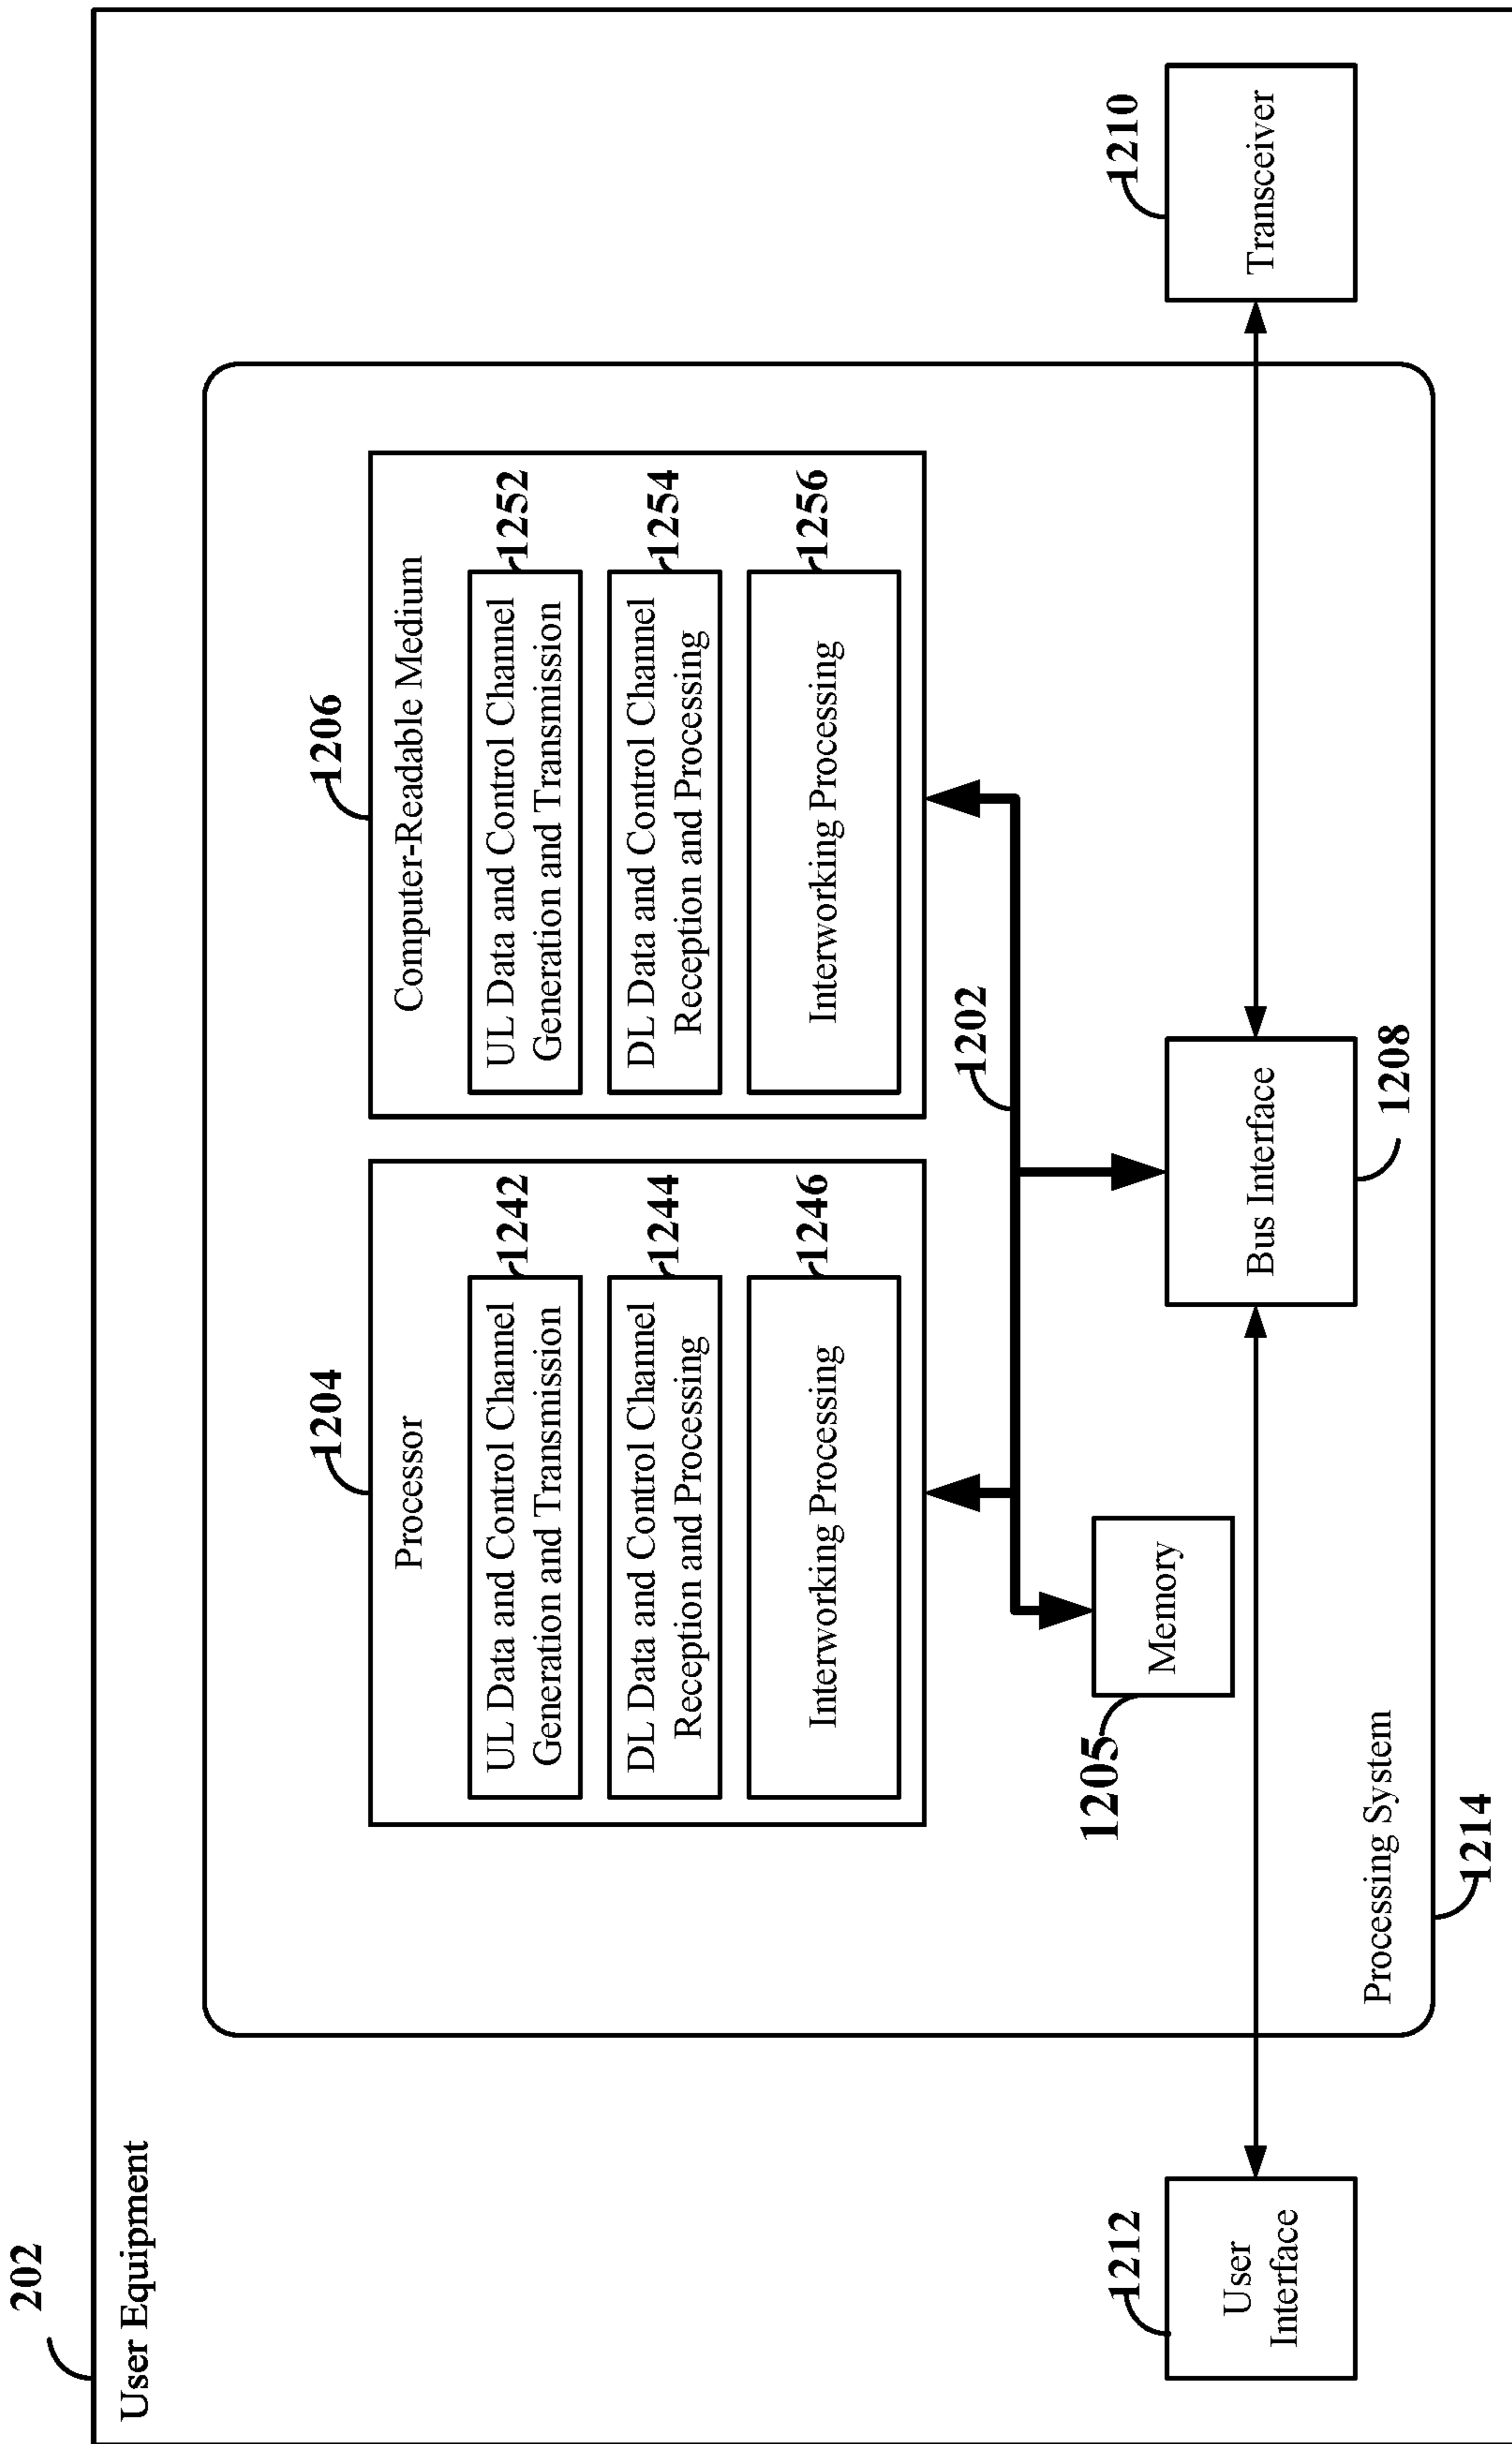 202
User Equipment
1204
1206
Processor
Computer-Readable Medium
UL Data and Control Channel
Generation and Transmission
1242
UL Data and Control Channel
Generation and Transmission
1252
DL Data and Control Channel
Reception and Processing
1244
DL Data and Control Channel
Reception and Processing
1254
Interworking Processing
1246
Interworking Processing
1256
1202
1205
Memory
1212
User
Interface
Bus Interface
1208
1210
Transceiver
Processing System
1214